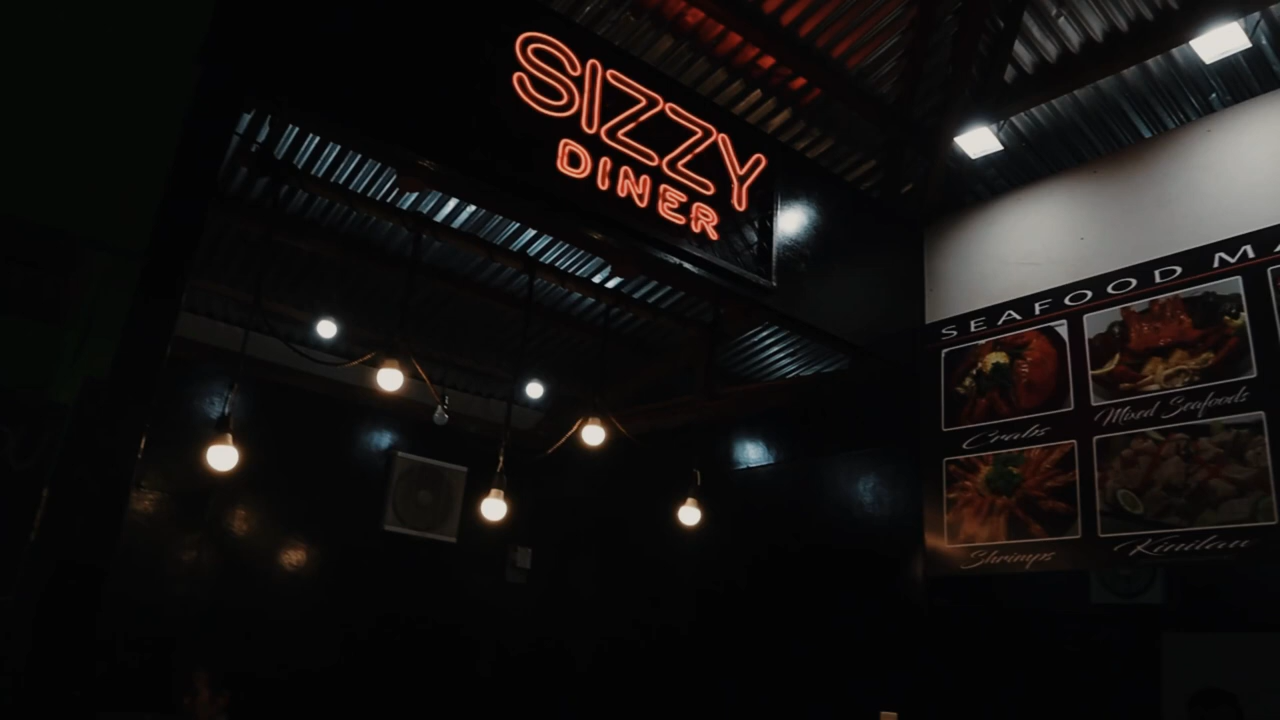 SIZZY
DINER
SEAFOOD MA
Crabs
Mixed Seafoods
Shrimps
Kinilaw